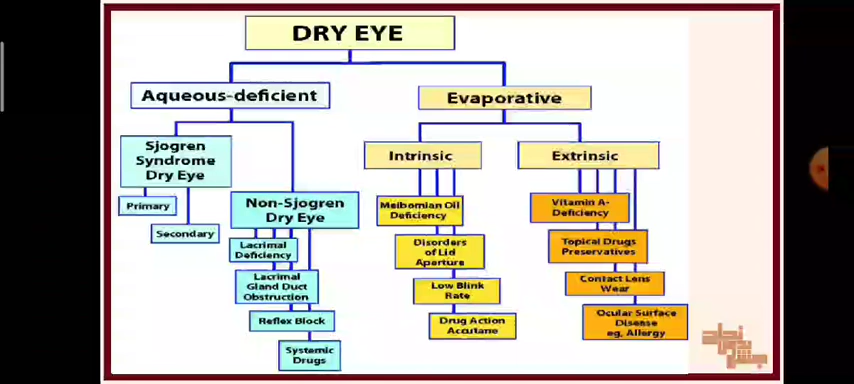 DRY EYE
Aqueous-deficient
Evaporative
Sjogren
Syndrome
Dry Eye
Primary
Secondary
Non-Sjogren
Dry Eye
Lacrimal
Deficiency
Lacrimal
Gland Duct
Obstruction
Reflex Block
Systemic
Drugs
Intrinsic
Meibomian Oil
Deficiency
Disorders
of Lid
Aperture
Low Blink
Rate
Drug Action
Accutane
Extrinsic
Vitamin A-
Deficiency
Topical Drugs
Preservatives
Contact Lens
Wear
Ocular Surface
Disease
eg, Allergy